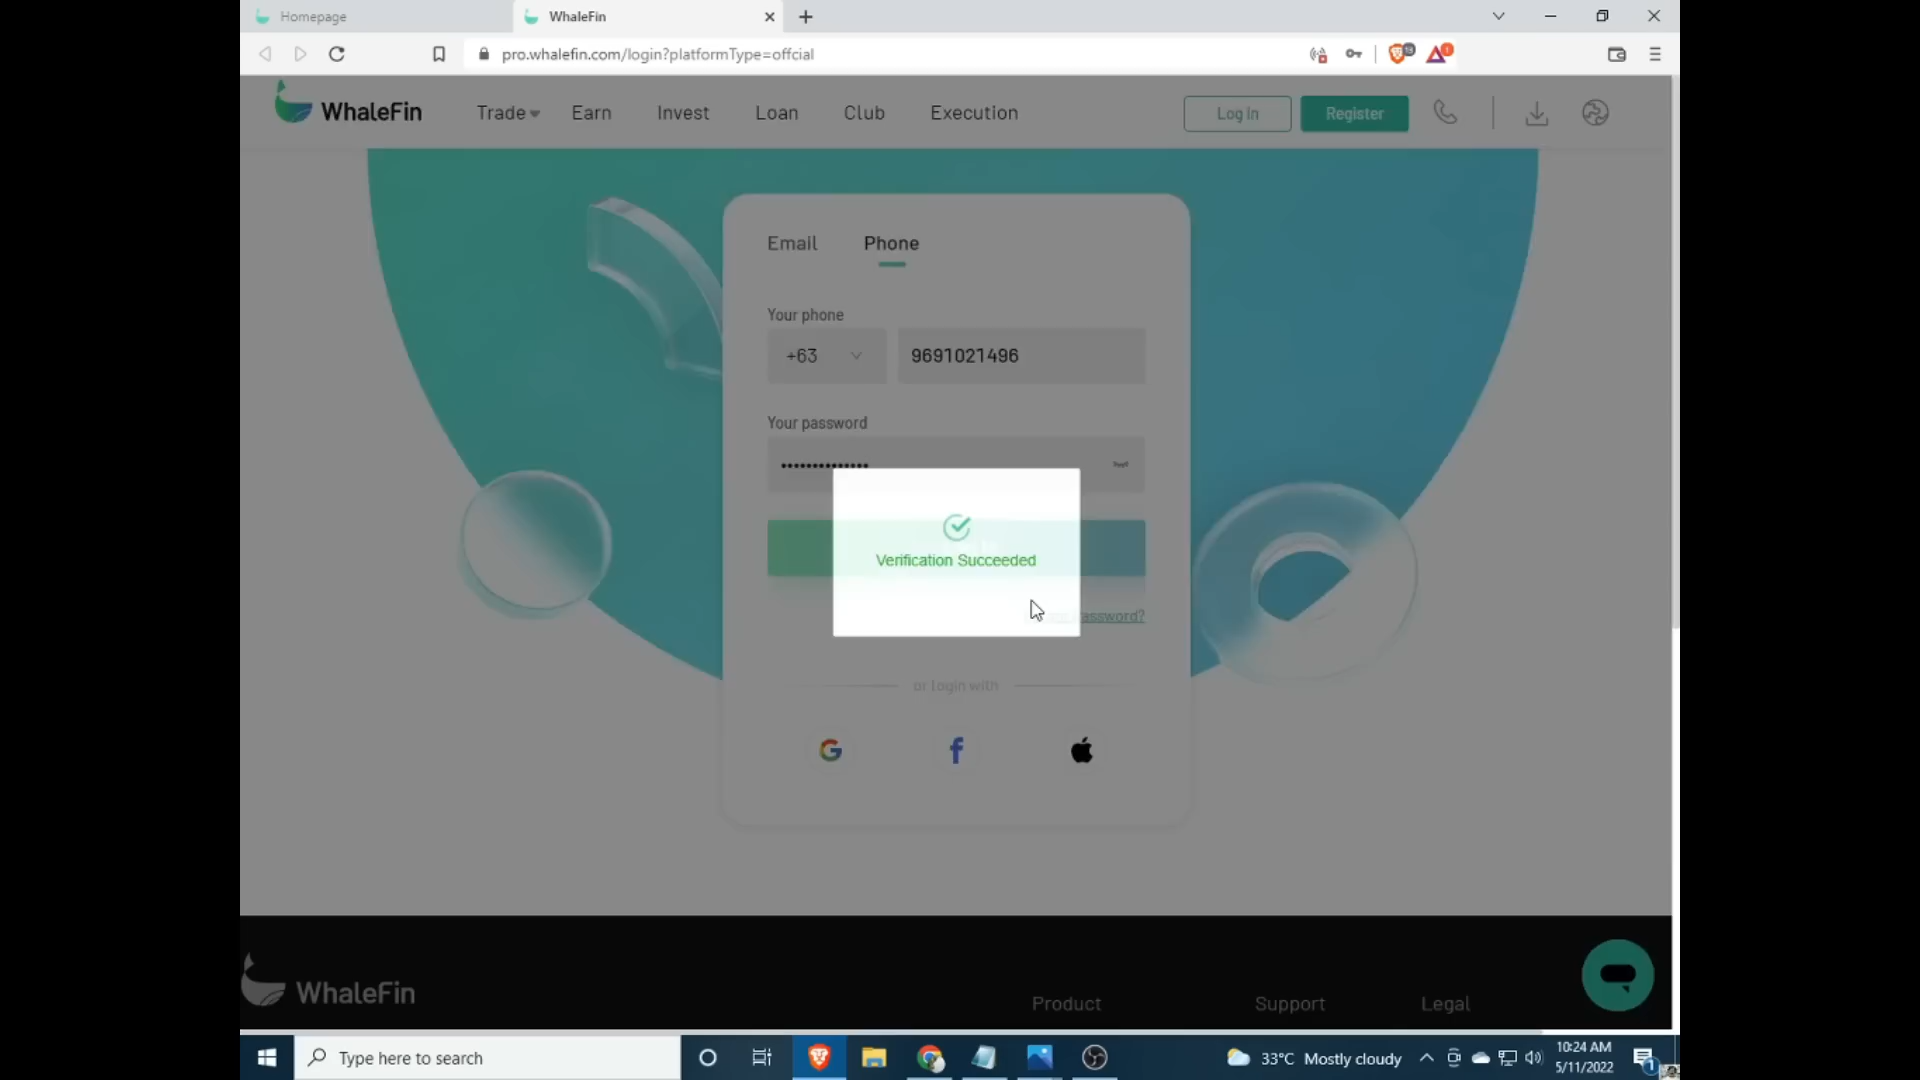 Homepage
WhaleFin
pro.whalefin.com/login?platformType=offcial
WhaleFin
Trade
Earn
Invest
Loan
Club
Execution
Log In
Register
Email
Phone
Your phone
+63
9691021496
Your password
••••••••••••••
Verification Succeeded
assword?
or login with
WhaleFin
Product
Support
Legal
Type here to search
33°C Mostly cloudy
10:24 AM
5/11/2022
1